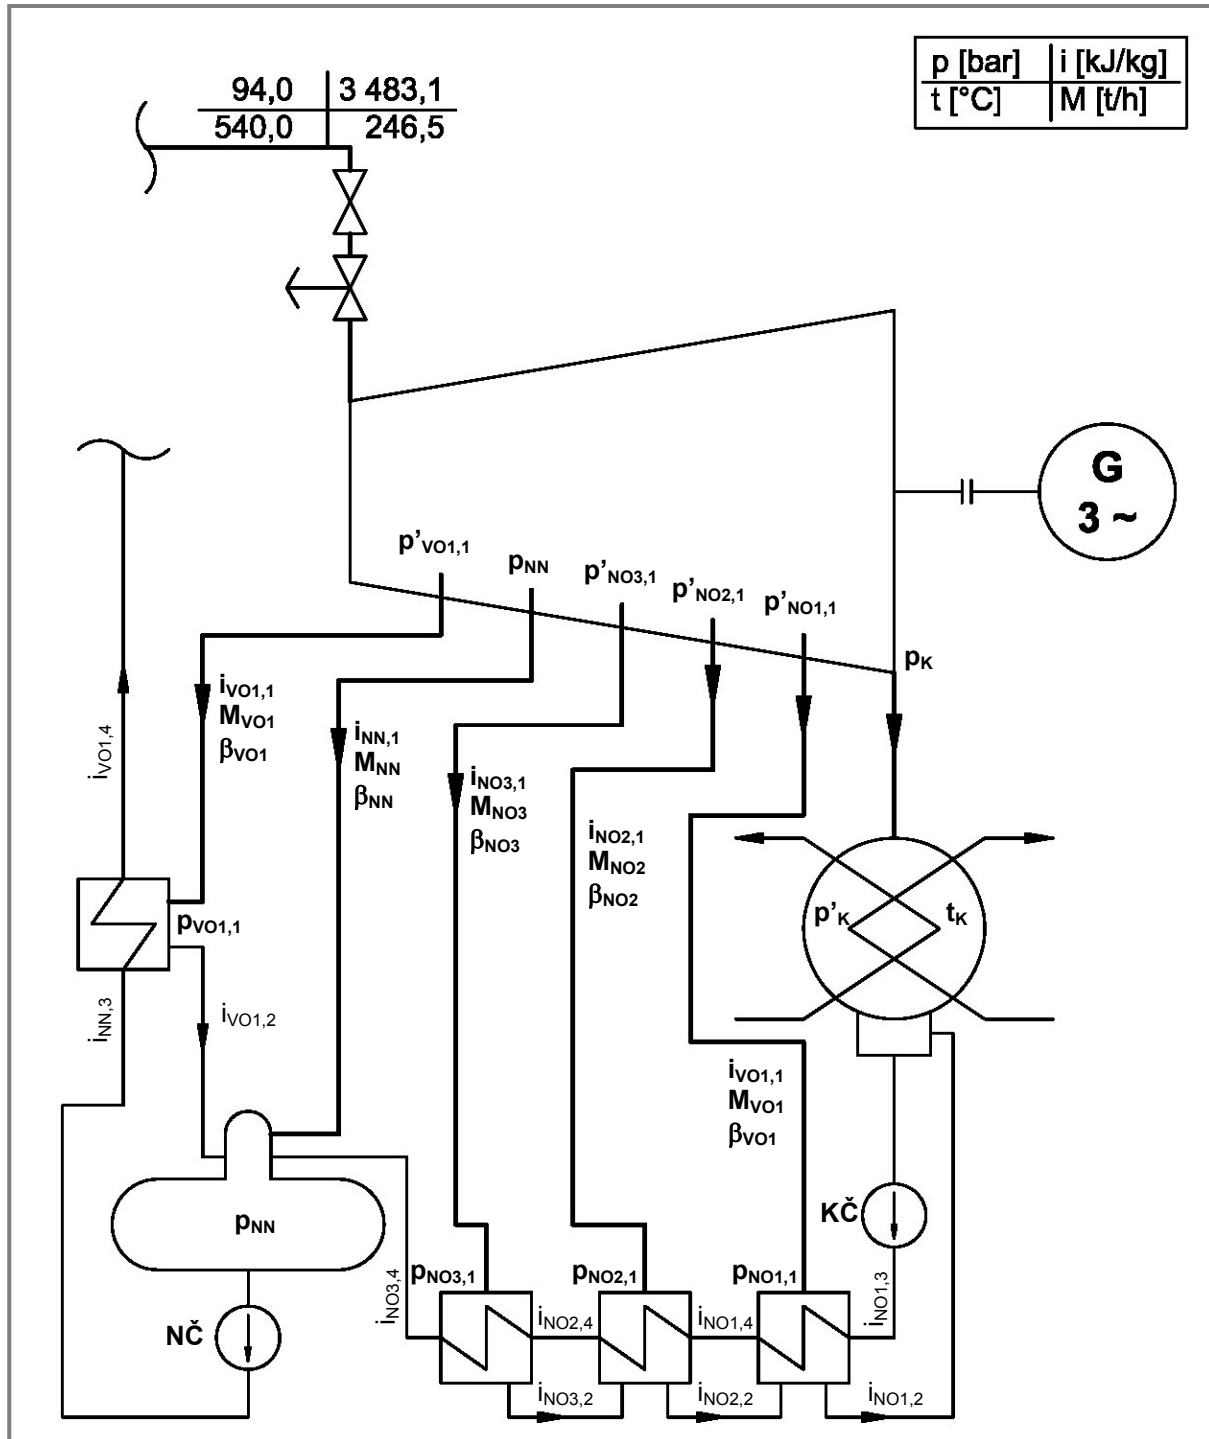 p [bar] i [kJ/kg]
t [°C] M [t/h]
94,0 3 483,1
540,0 246,5
G
3 ~
p’VO1,1
pNN
p’NO3,1
p’NO2,1
p’NO1,1
pK
iVO1,4
iVO1,1
MVO1
βVO1
iNN,1
MNN
βNN
iNO3,1
MNO3
βNO3
iNO2,1
MNO2
βNO2
p’K tK
pVO1,1
iNN,3
iVO1,2
iVO1,1
MVO1
βVO1
KČ
pNN
pNO3,1
pNO2,1
pNO1,1
iNO3,4
iNO2,4
iNO1,4
iNO1,3
NČ
iNO3,2
iNO2,2
iNO1,2